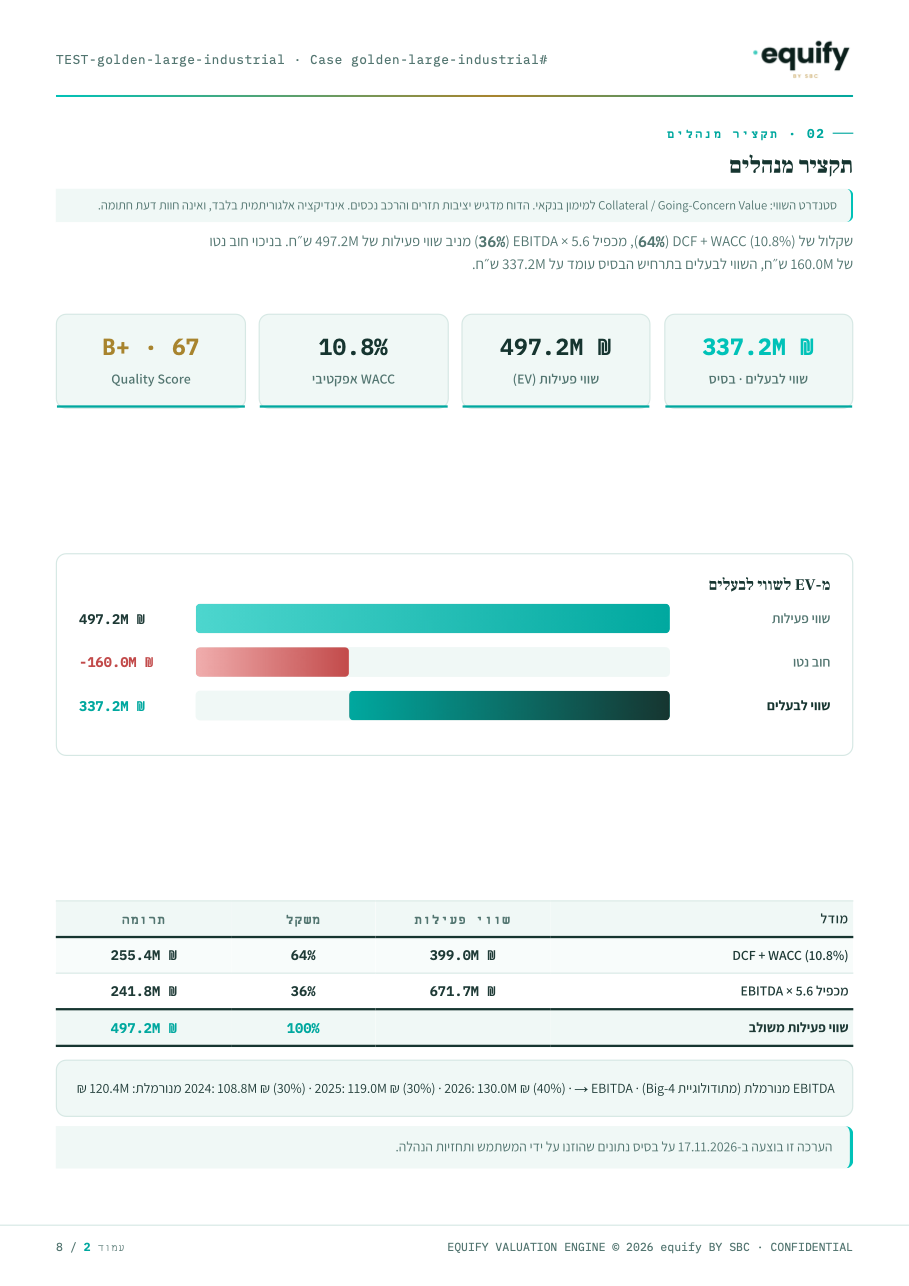 TEST-golden-large-industrial · Case golden-large-industrial#
equify
BY SBC
02 · תקציר מנהלים
תקציר מנהלים
סטנדרט השווי: Collateral / Going-Concern Value למימון בנקאי. הדוח מדגיש יציבות תזרים והרכב נכסים. אינדיקציה אלגוריתמית בלבד, ואינה חוות דעת חתומה.
שקלול של DCF + WACC (10.8%) (64%), מכפיל 5.6 × EBITDA (36%) מניב שווי פעילות של 497.2M ש״ח. בניכוי חוב נטו
של 160.0M ש״ח, השווי לבעלים בתרחיש הבסיס עומד על 337.2M ש״ח.
337.2M ₪
שווי לבעלים · בסיס
497.2M ₪
שווי פעילות (EV)
10.8%
WACC אפקטיבי
B+ · 67
Quality Score
מ-EV לשווי לבעלים
שווי פעילות 497.2M ₪
חוב נטו -160.0M ₪
שווי לבעלים 337.2M ₪
מודל שווי פעילות משקל תרומה
DCF + WACC (10.8%) 399.0M ₪ 64% 255.4M ₪
מכפיל 5.6 × EBITDA 671.7M ₪ 36% 241.8M ₪
שווי פעילות משולב 100% 497.2M ₪
EBITDA מנורמלת (מתודולוגיית Big-4) · 2024: 108.8M ₪ (30%) · 2025: 119.0M ₪ (30%) · 2026: 130.0M ₪ (40%) · → EBITDA מנורמלת: 120.4M ₪
הערכה זו בוצעה ב-17.11.2026 על בסיס נתונים שהוזנו על ידי המשתמש ותחזיות הנהלה.
EQUIFY VALUATION ENGINE © 2026 equify BY SBC · CONFIDENTIAL
עמוד 2 / 8